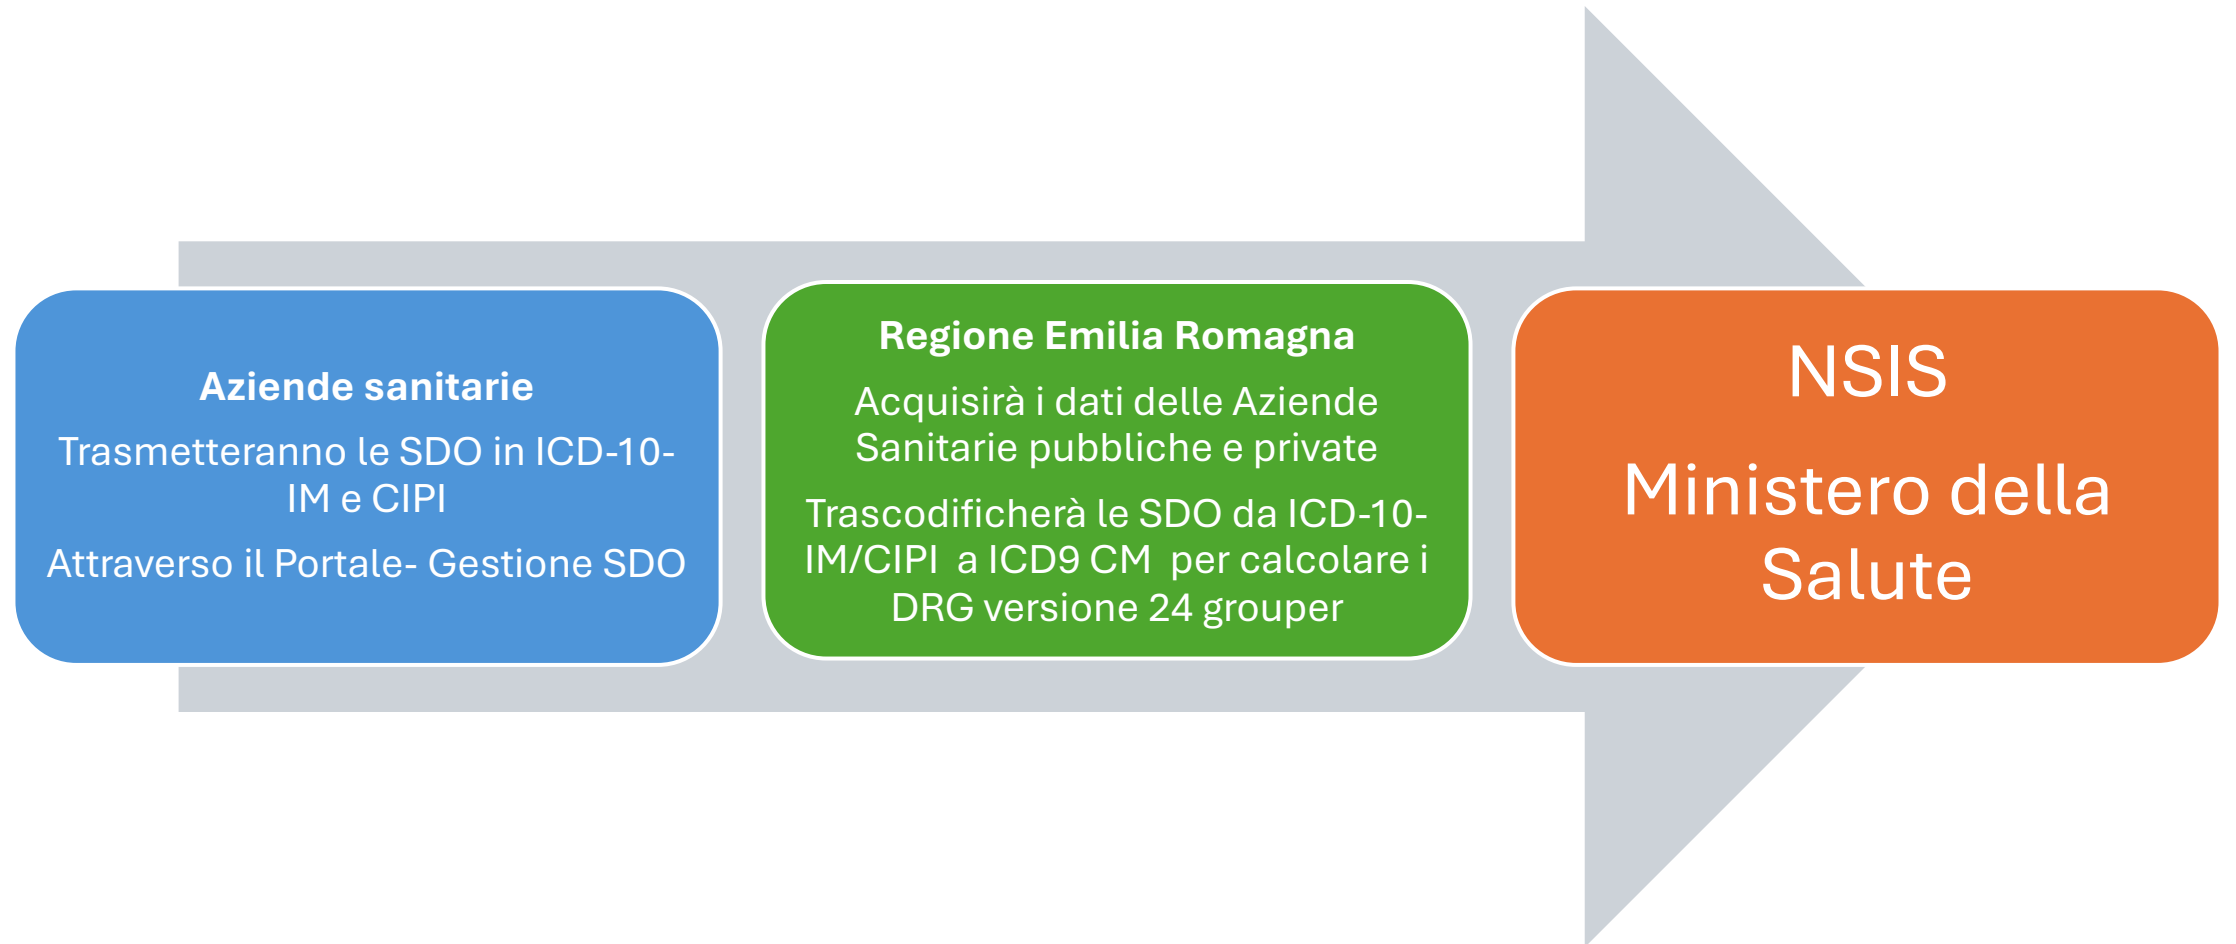 Aziende sanitarie
Trasmetteranno le SDO in ICD-10-
IM e CIPI
Attraverso il Portale- Gestione SDO
Regione Emilia Romagna
Acquisirà i dati delle Aziende
Sanitarie pubbliche e private
Trascodificherà le SDO da ICD-10-
IM/CIPI  a ICD9 CM  per calcolare i
DRG versione 24 grouper
NSIS
Ministero della
Salute